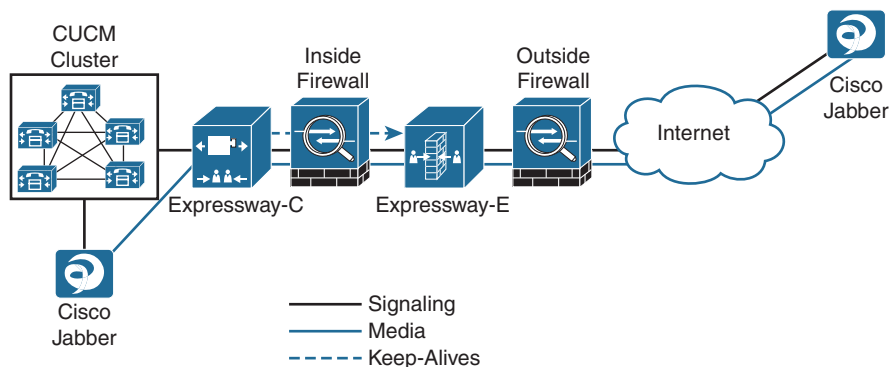 CUCM
Cluster
Inside
Firewall
Outside
Firewall
Cisco
Jabber
Internet
Expressway-C
Expressway-E
Cisco
Jabber
Signaling
Media
Keep-Alives